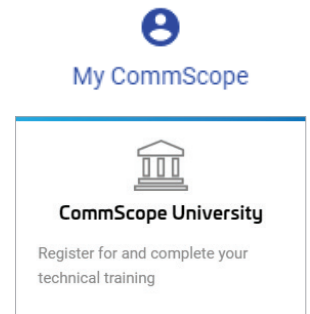 My CommScope
CommScope University
Register for and complete your
technical training